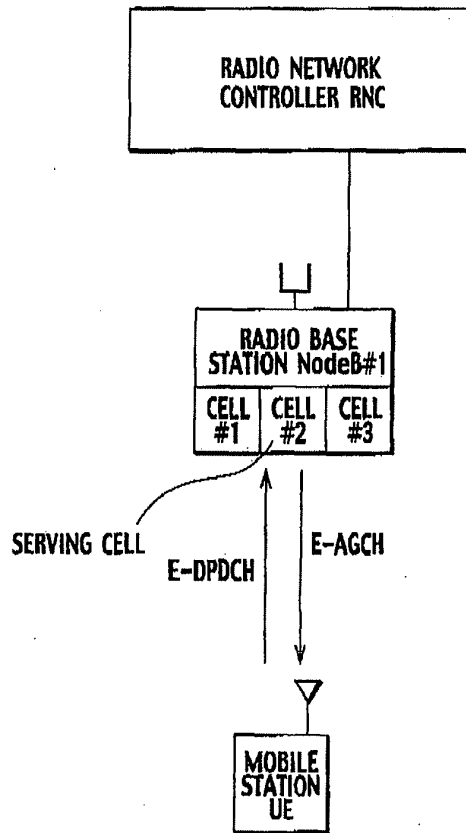 RADIO NETWORK
CONTROLLER RNC
RADIO BASE
STATION NodeB#1
CELL
#1
CELL
#2
CELL
#3
SERVING CELL
E-DPDCH
E-AGCH
MOBILE
STATION
UE